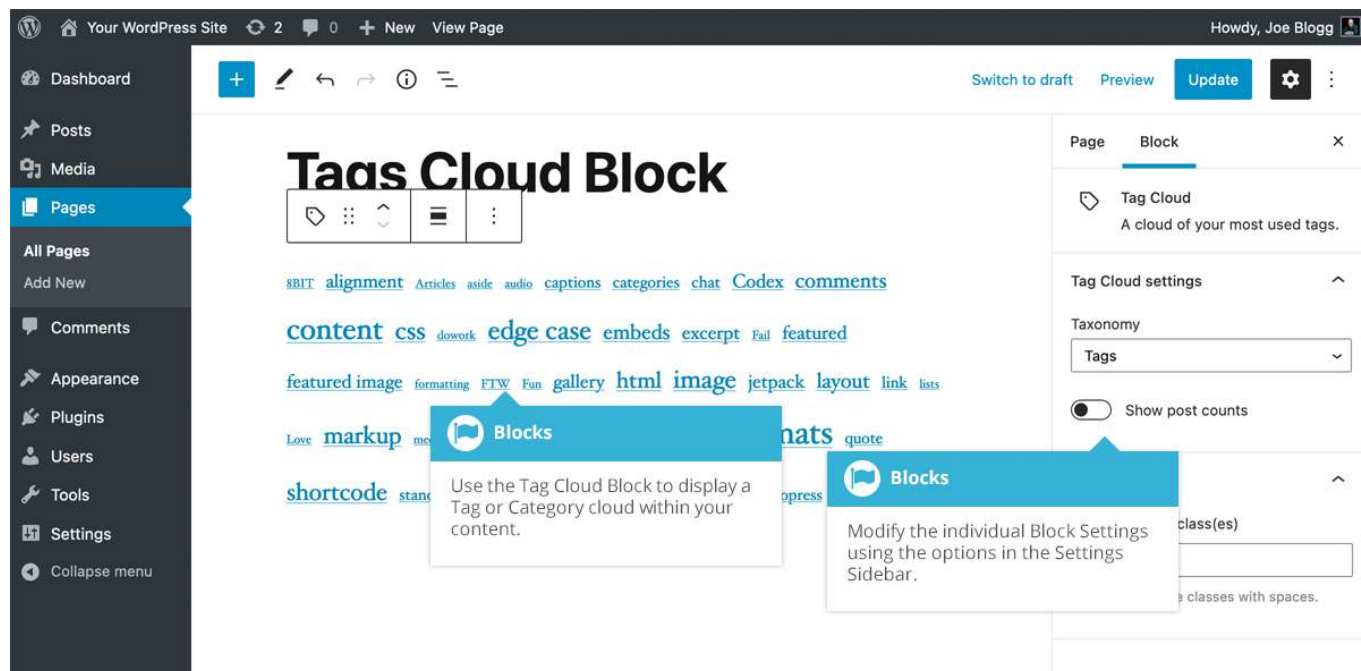 Your WordPress Site 2 0 New View Page Howdy, Joe Blogg
Dashboard
Posts
Media
Pages
All Pages
Add New
Comments
Appearance
Plugins
Users
Tools
Settings
Collapse menu
Switch to draft Preview Update
Tags Cloud Block
8BIT alignment Articles aside audio captions categories chat Codex comments
content css dowork edge case embeds excerpt Fail featured
featured image formatting FTW Fun gallery html image jetpack layout link lists
Love markup quote
shortcode
Blocks
Use the Tag Cloud Block to display a
Tag or Category cloud within your
content.
Page Block
Tag Cloud
A cloud of your most used tags.
Tag Cloud settings
Taxonomy
Tags
Show post counts
Blocks
Modify the individual Block Settings
using the options in the Settings
Sidebar.
class(es)
classes with spaces.